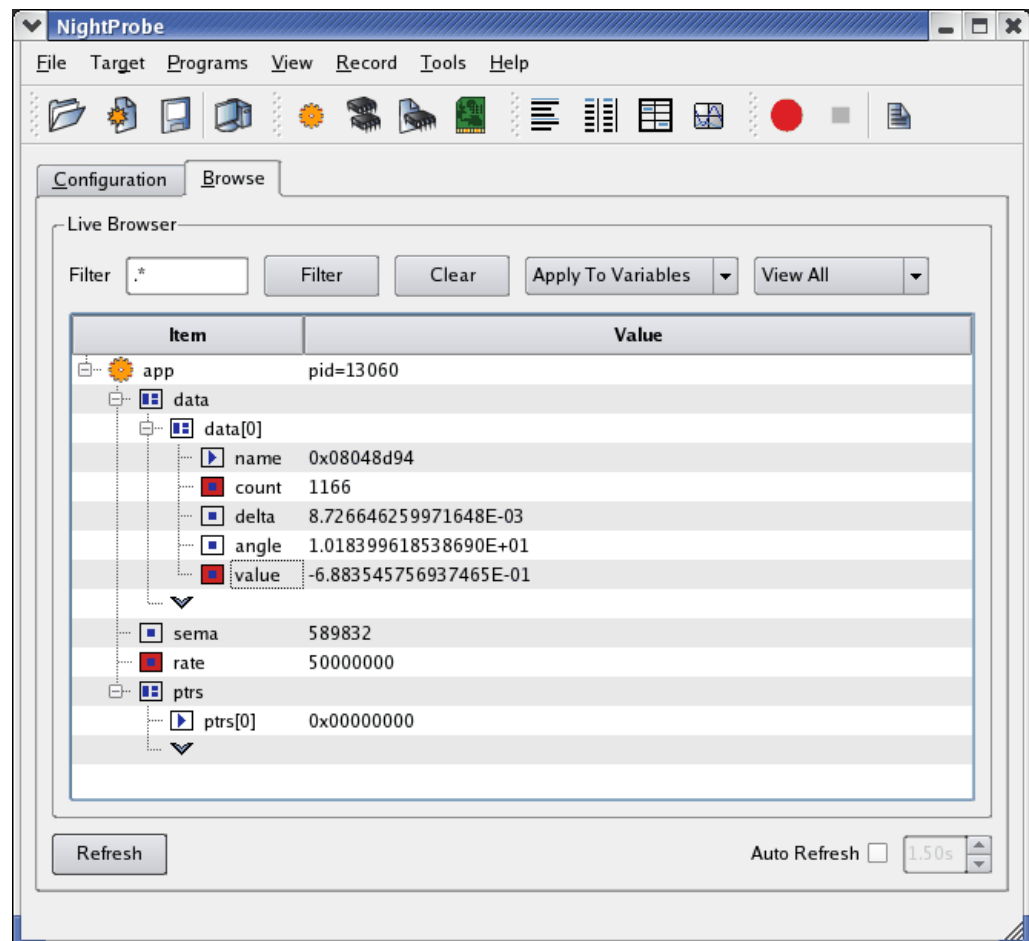 NightProbe
File Target Programs View Record Tools Help
Configuration Browse
Live Browser
Filter .* Filter Clear Apply To Variables View All
Item Value
app pid=13060
data
data[0]
name 0x08048d94
count 1166
delta 8.726646259971648E-03
angle 1.018399618538690E+01
value -6.883545756937465E-01
sema 589832
rate 50000000
ptrs
ptrs[0] 0x00000000
Refresh Auto Refresh 1.50s